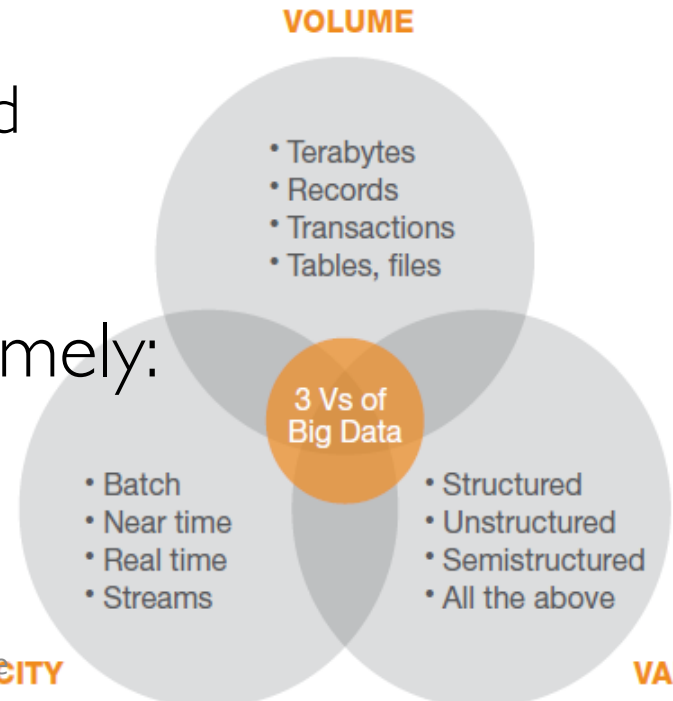 VOLUME
d
• Terabytes
• Records
• Transactions
• Tables, files
mely:
3 Vs of
Big Data
• Batch
• Near time
• Real time
• Streams
• Structured
• Unstructured
• Semistructured
• All the above
CITY
VA